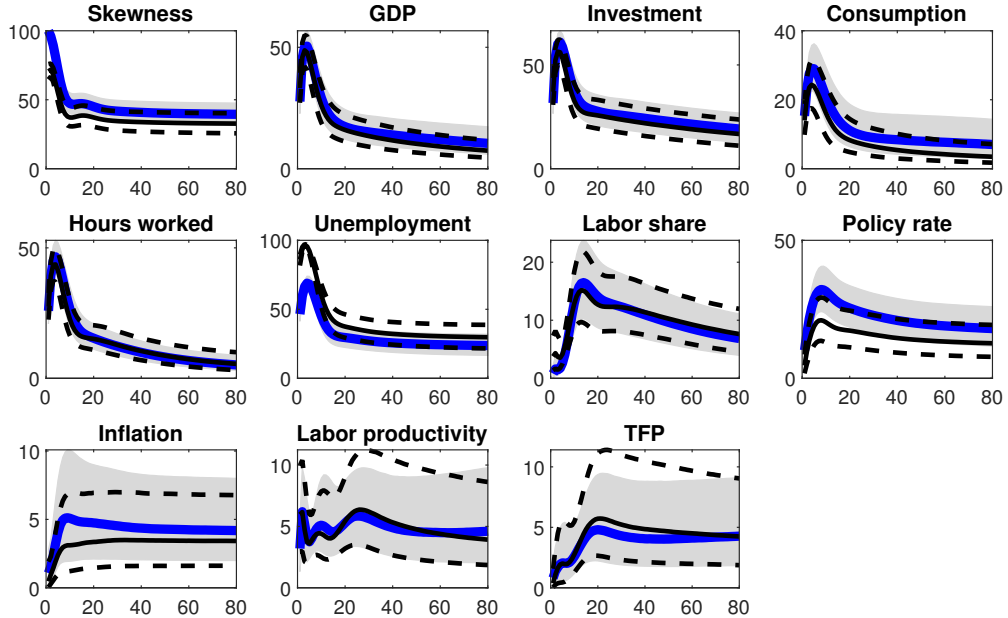 Skewness
100
50
0
0 20 40 60 80
GDP
50
0
0 20 40 60 80
Investment
50
0
0 20 40 60 80
Consumption
40
20
0
0 20 40 60 80
Hours worked
50
0
0 20 40 60 80
Unemployment
100
50
0
0 20 40 60 80
Labor share
20
10
0
0 20 40 60 80
Policy rate
50
0
0 20 40 60 80
Inflation
10
5
0
0 20 40 60 80
Labor productivity
10
5
0
0 20 40 60 80
TFP
10
5
0
0 20 40 60 80